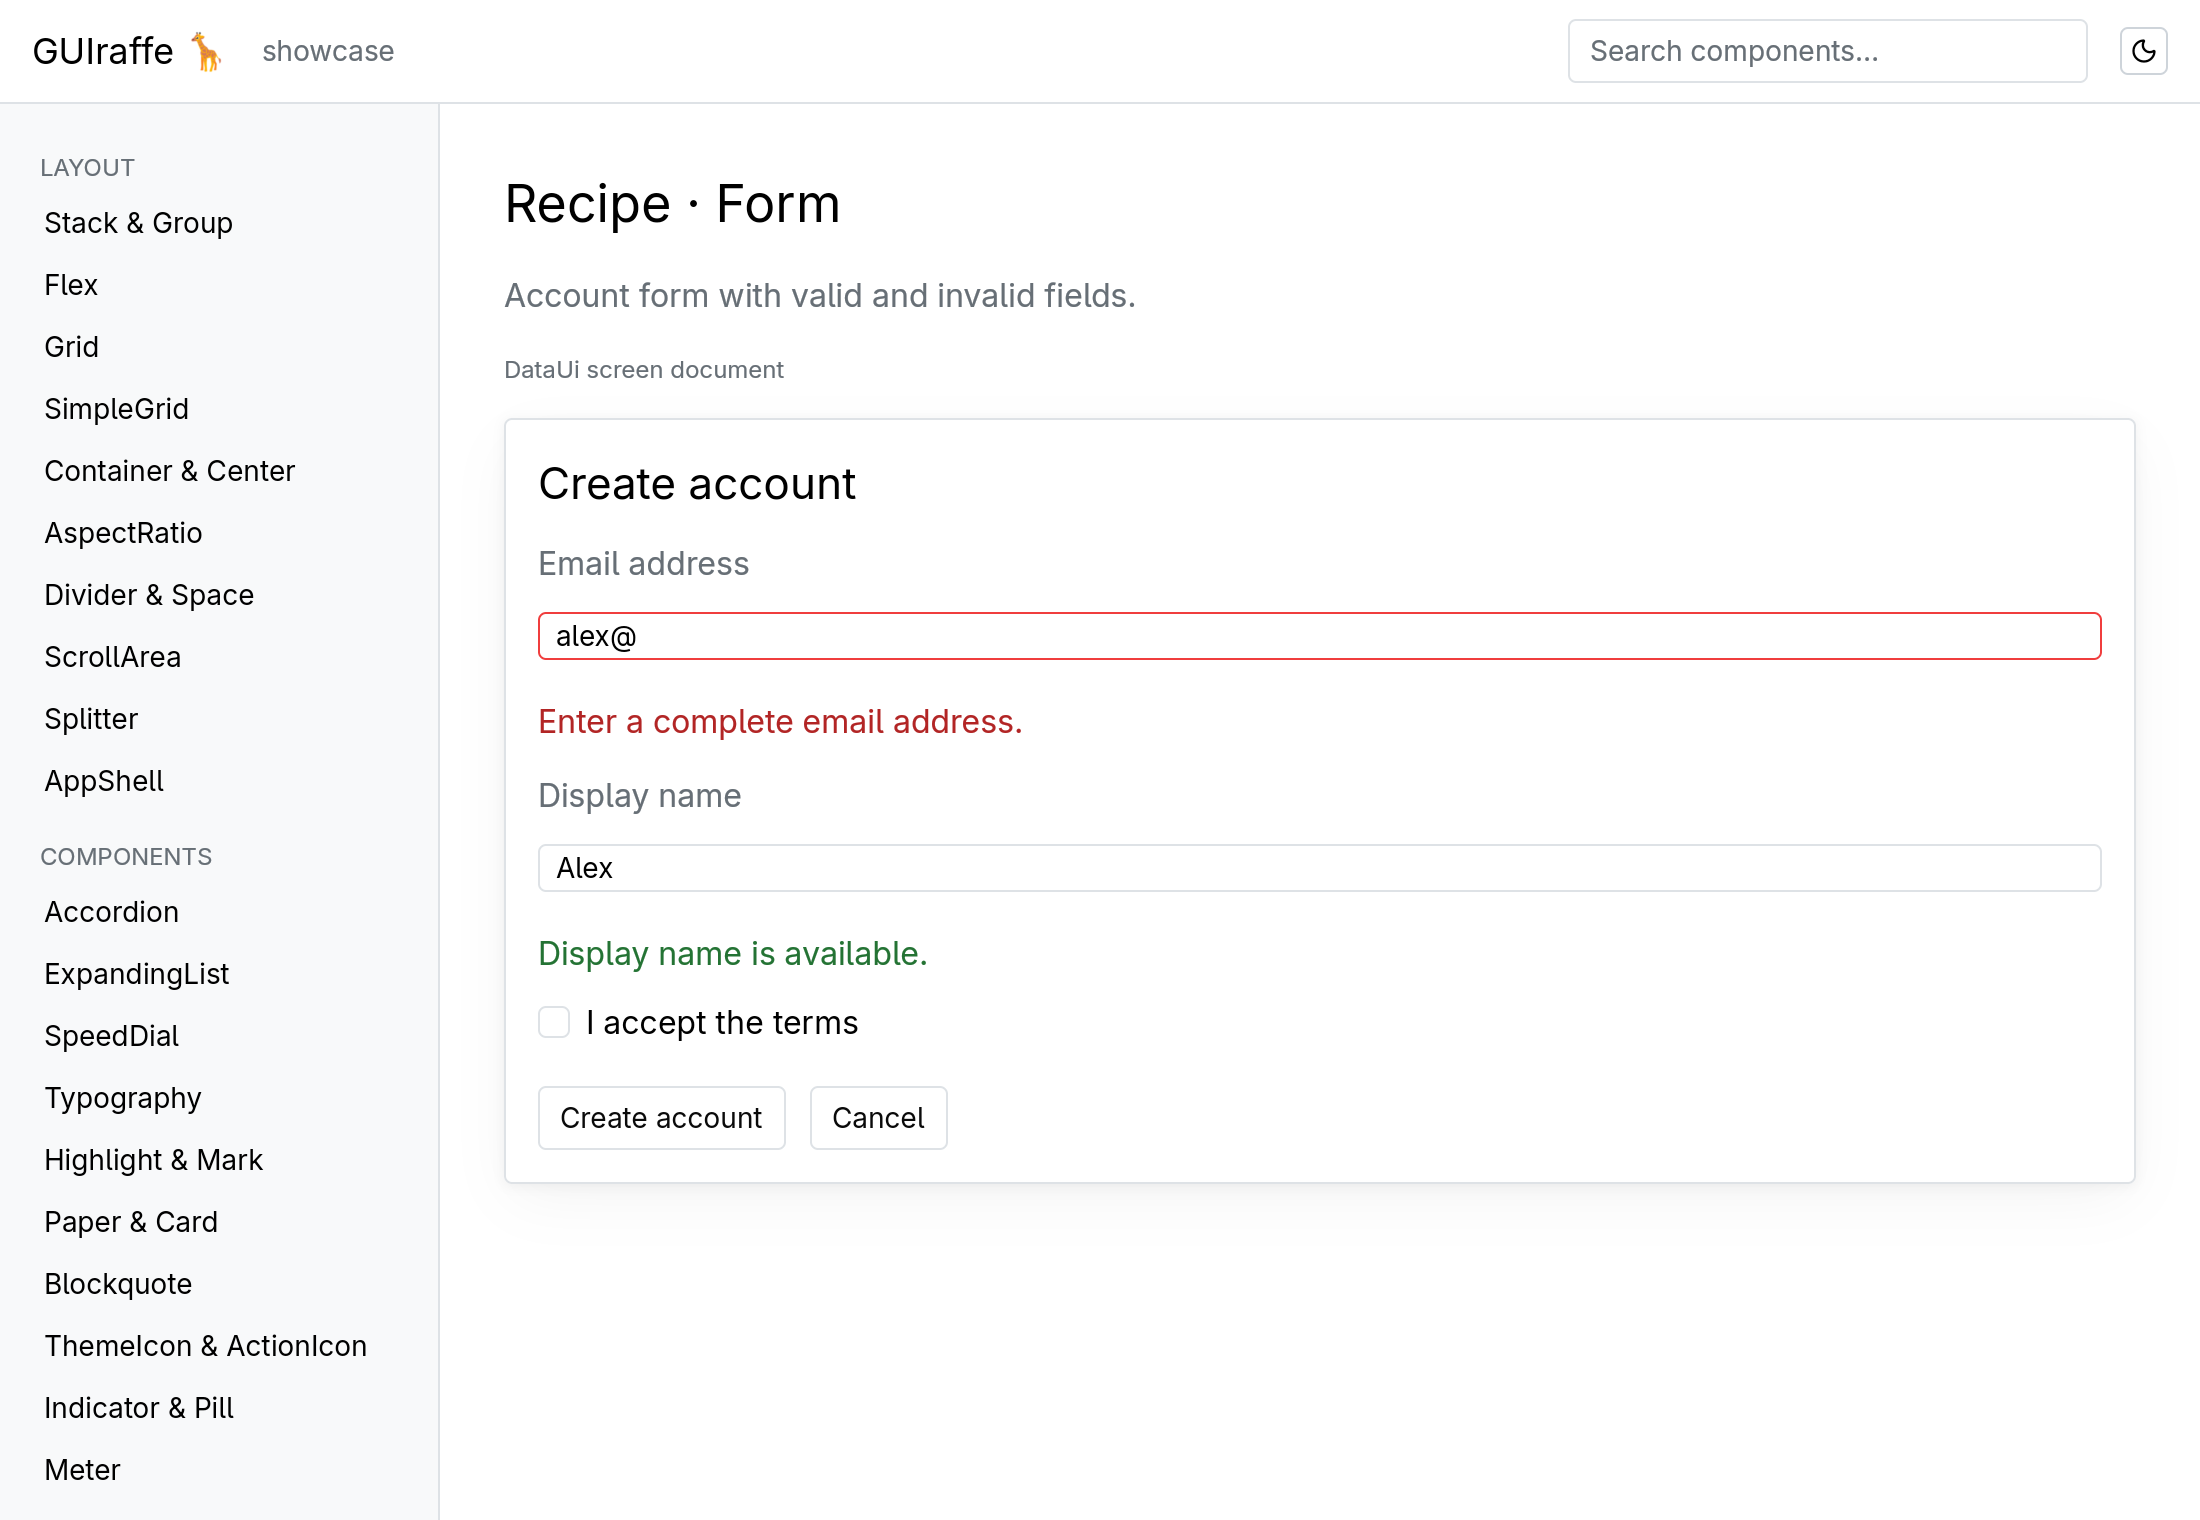 GUIraffe 🦒 showcase
Search components...
LAYOUT
Stack & Group
Flex
Grid
SimpleGrid
Container & Center
AspectRatio
Divider & Space
ScrollArea
Splitter
AppShell
COMPONENTS
Accordion
ExpandingList
SpeedDial
Typography
Highlight & Mark
Paper & Card
Blockquote
ThemeIcon & ActionIcon
Indicator & Pill
Meter
Recipe · Form
Account form with valid and invalid fields.
DataUi screen document
Create account
Email address
alex@
Enter a complete email address.
Display name
Alex
Display name is available.
I accept the terms
Create account
Cancel